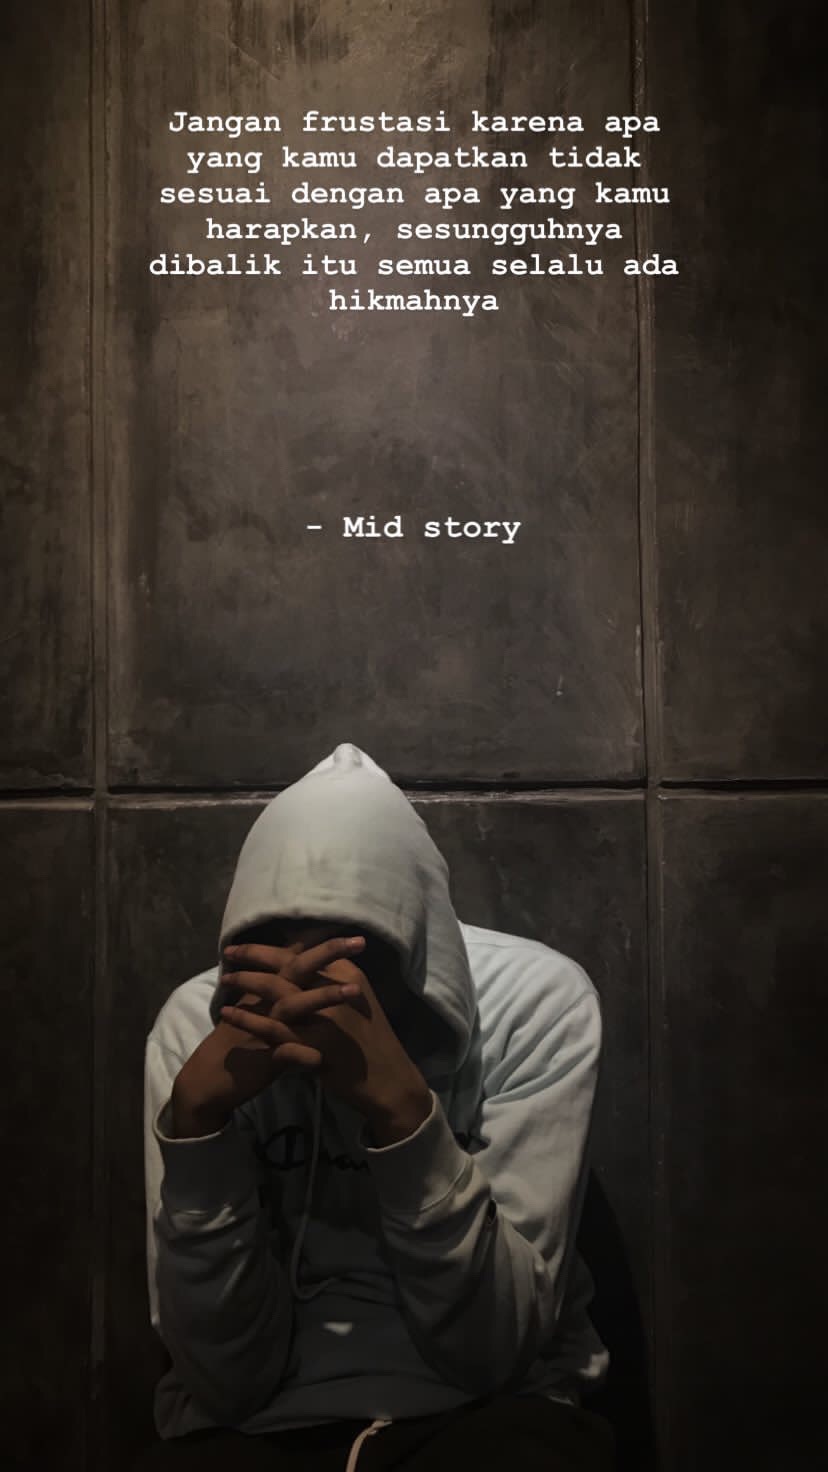 Jangan frustasi karena apa
yang kamu dapatkan tidak
sesuai dengan apa yang kamu
harapkan, sesungguhnya
dibalik itu semua selalu ada
hikmahnya
- Mid story